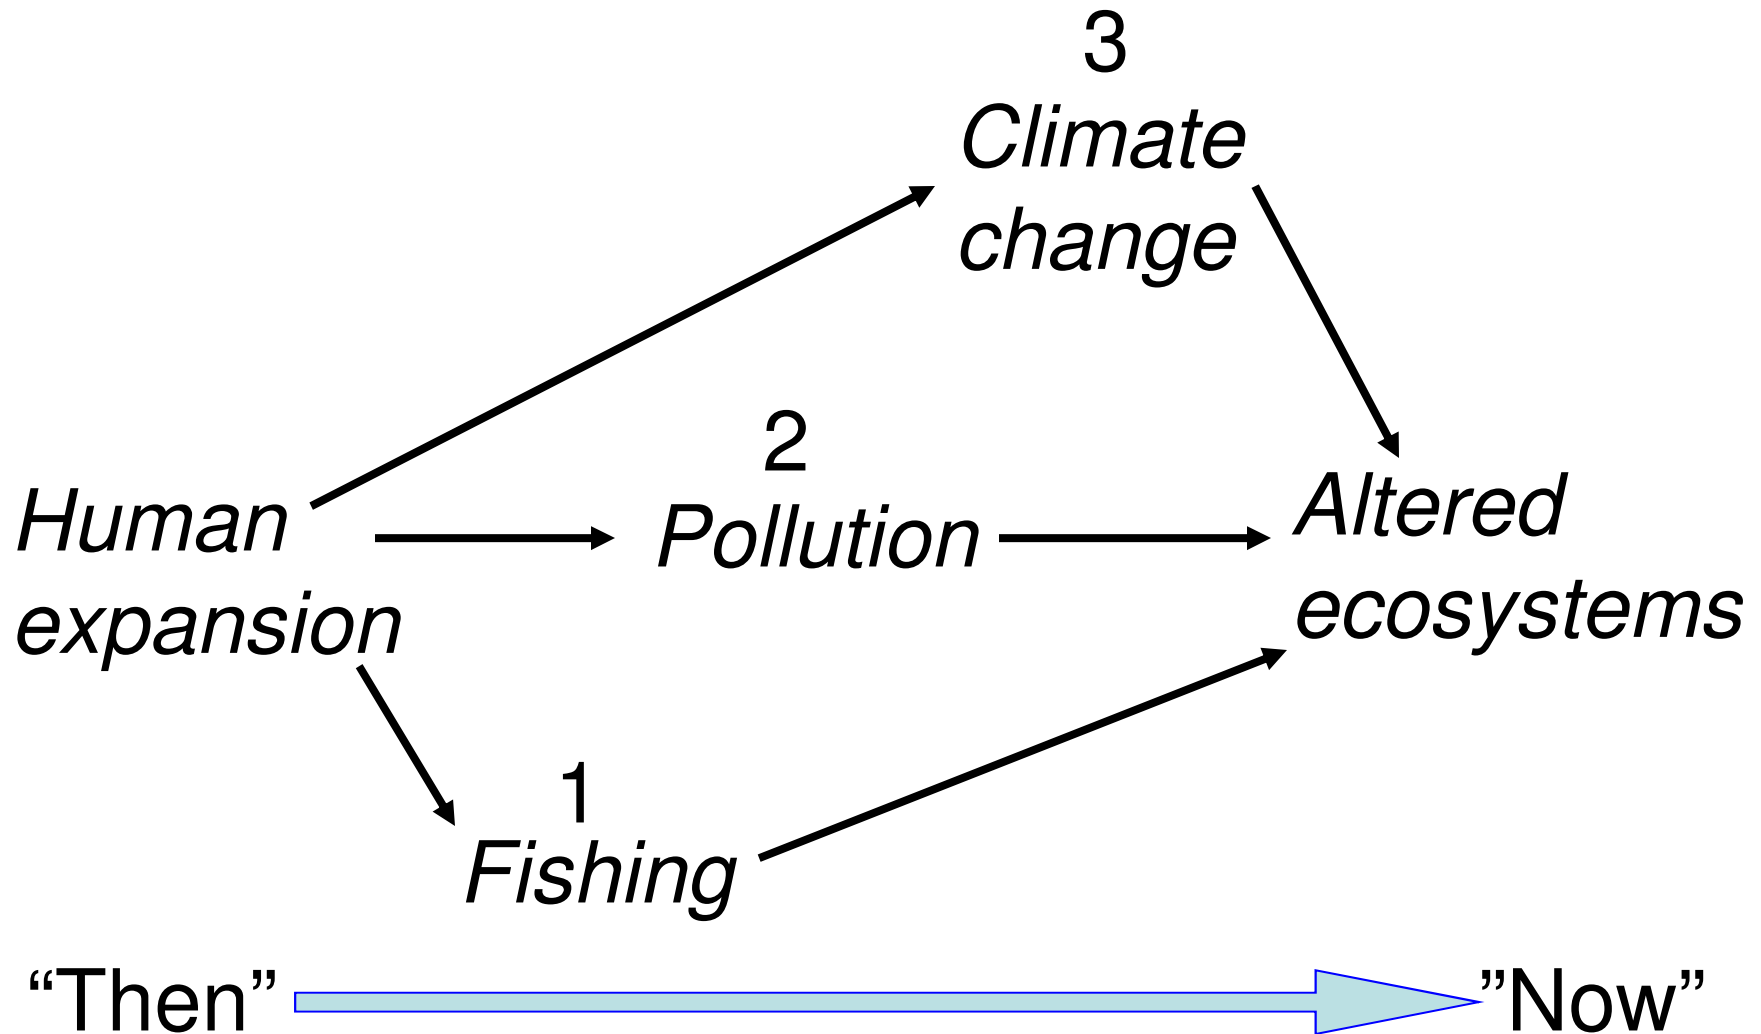 3
Climate
change
2
Human
expansion
Pollution
Altered
ecosystems
1
Fishing
“Then” ”Now”